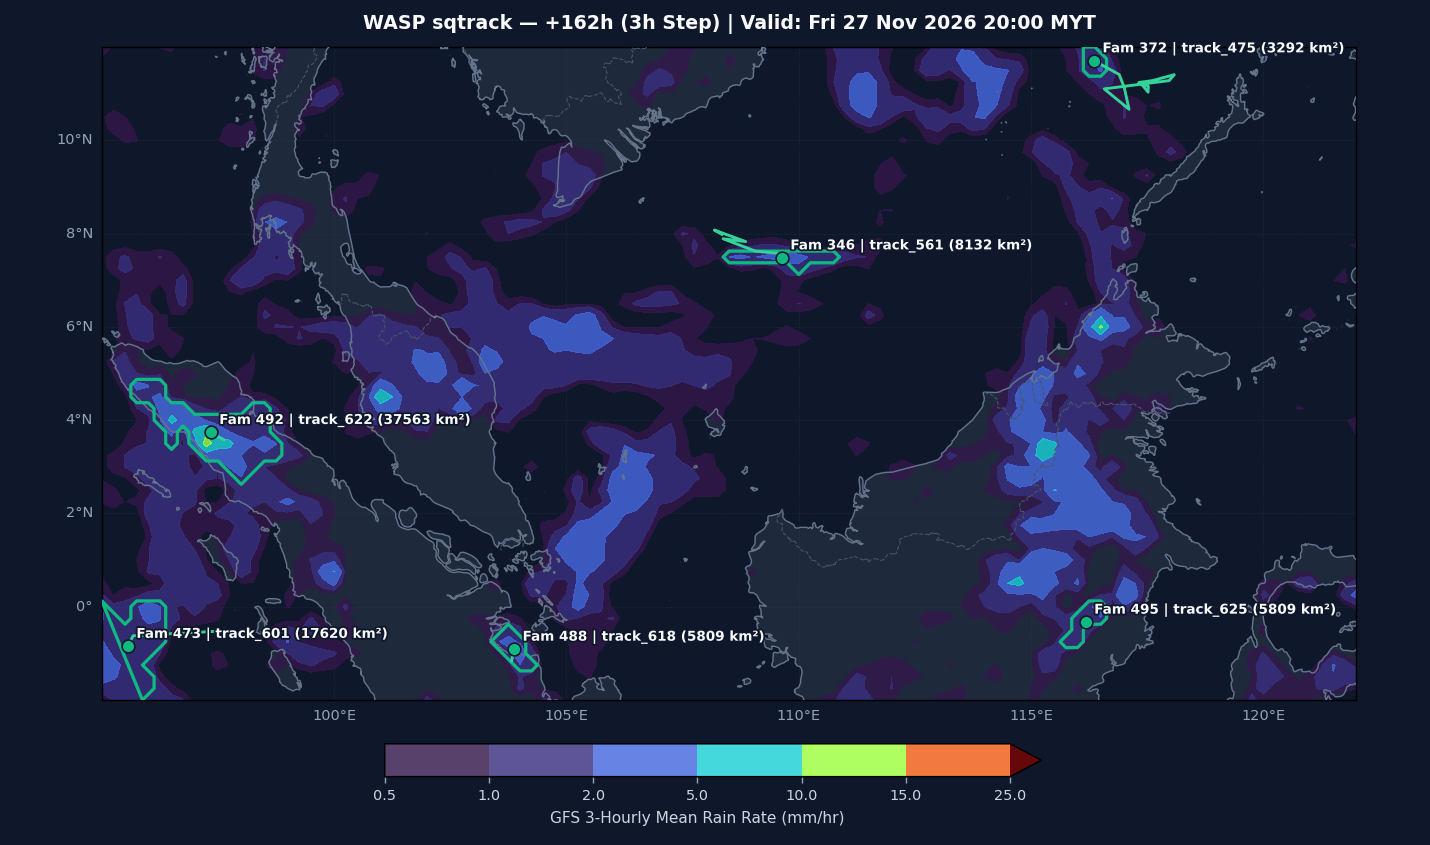 WASP sqtrack — +162h (3h Step) | Valid: Fri 27 Nov 2026 20:00 MYT
Fam 372 | track_475 (3292 km²)
10°N
8°N
Fam 346 | track_561 (8132 km²)
6°N
4°N
Fam 492 | track_622 (37563 km²)
2°N
0°
Fam 495 | track_625 (5809 km²)
Fam 473 | track_601 (17620 km²)
Fam 488 | track_618 (5809 km²)
100°E 105°E 110°E 115°E 120°E
0.5 1.0 2.0 5.0 10.0 15.0 25.0
GFS 3-Hourly Mean Rain Rate (mm/hr)